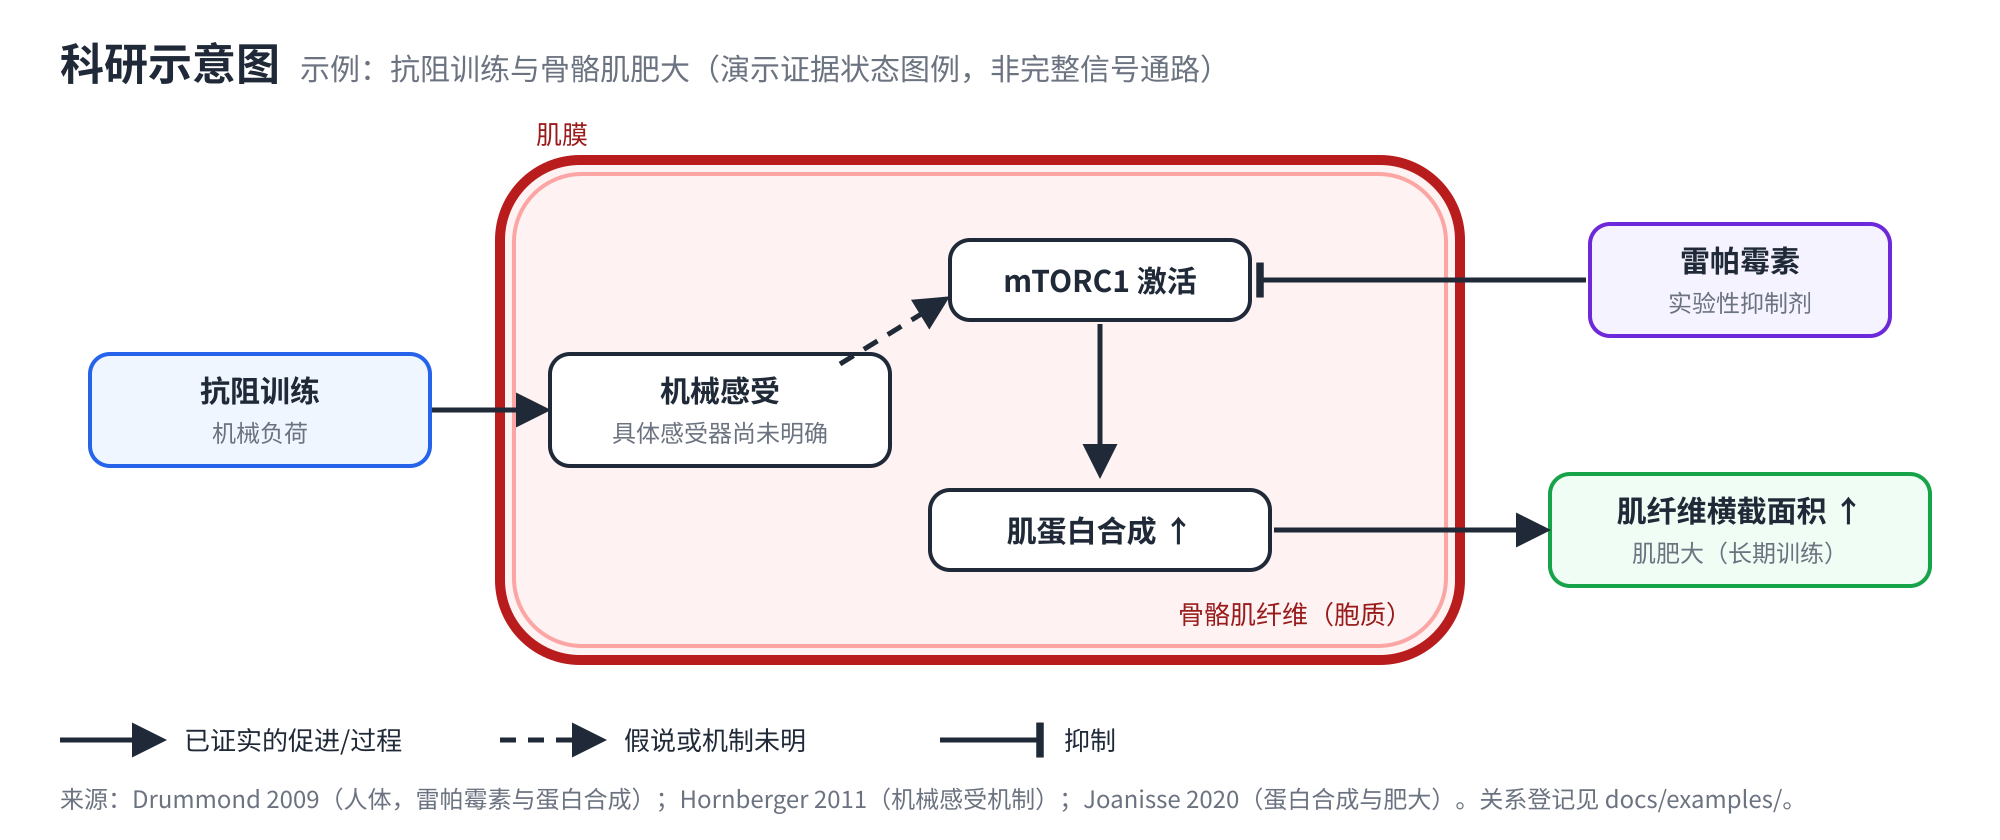 科研示意图 示例：抗阻训练与骨骼肌肥大（演示证据状态图例，非完整信号通路）
肌膜
mTORC1 激活
雷帕霉素
实验性抑制剂
抗阻训练
机械负荷
机械感受
具体感受器尚未明确
肌蛋白合成 ↑
肌纤维横截面积 ↑
肌肥大（长期训练）
骨骼肌纤维（胞质）
已证实的促进/过程
假说或机制未明
抑制
来源：Drummond 2009（人体，雷帕霉素与蛋白合成）；Hornberger 2011（机械感受机制）；Joanisse 2020（蛋白合成与肥大）。关系登记见 docs/examples/。